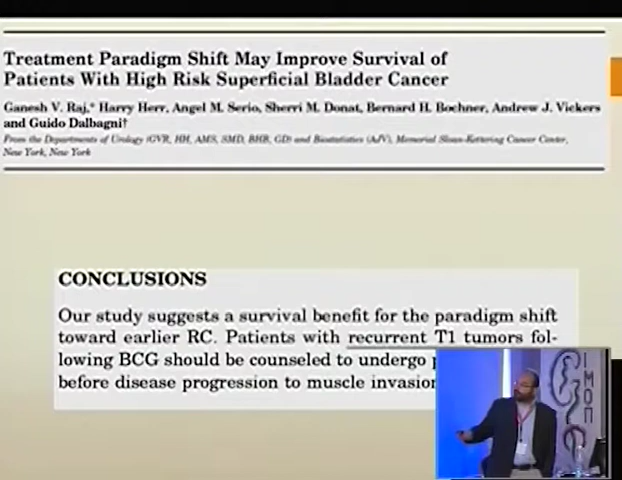 Treatment Paradigm Shift May Improve Survival of
Patients With High Risk Superficial Bladder Cancer
Ganesh V. Raj,* Harry Herr, Angel M. Serio, Sherri M. Donat, Bernard H. Bochner, Andrew J. Vickers
and Guido Dalbagni†
From the Departments of Urology (GVR, HH, AMS, SMD, BHB, GD) and Biostatistics (AJV), Memorial Sloan-Kettering Cancer Center,
New York, New York
CONCLUSIONS
Our study suggests a survival benefit for the paradigm shift
toward earlier RC. Patients with recurrent T1 tumors fol-
lowing BCG should be counseled to undergo
before disease progression to muscle invasion